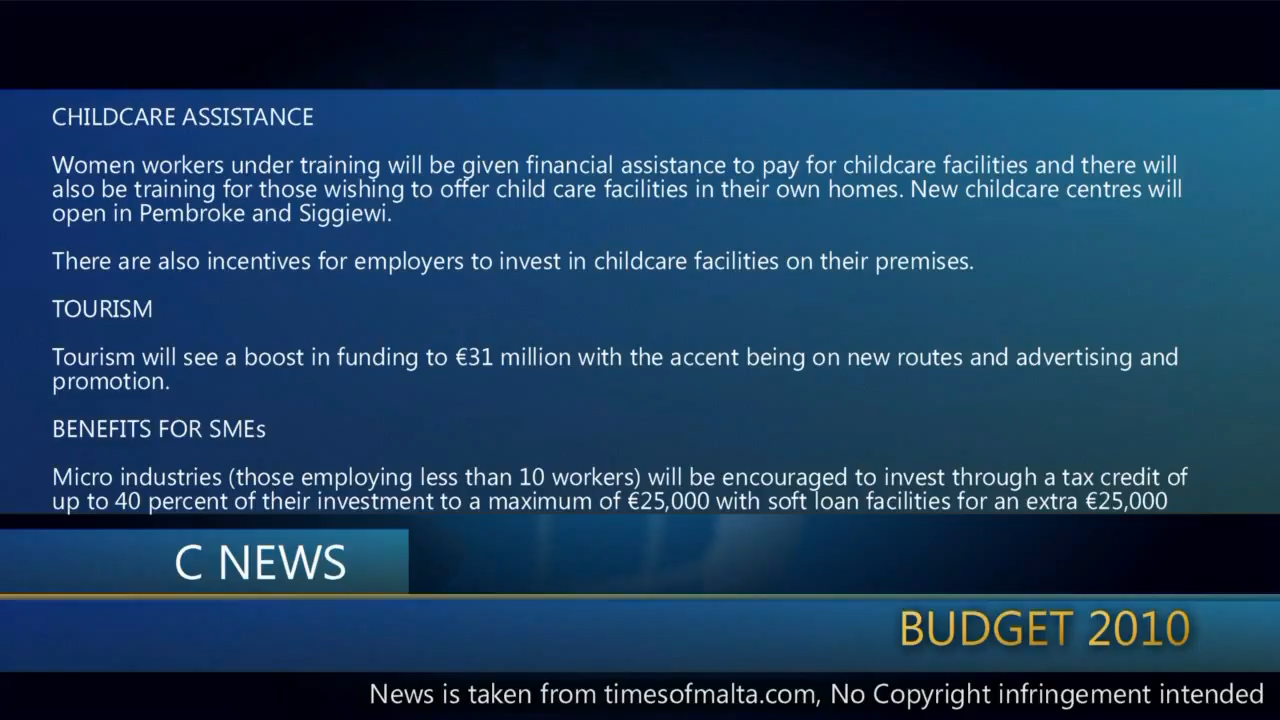 CHILDCARE ASSISTANCE
Women workers under training will be given financial assistance to pay for childcare facilities and there will
also be training for those wishing to offer child care facilities in their own homes. New childcare centres will
open in Pembroke and Siggiewi.
There are also incentives for employers to invest in childcare facilities on their premises.
TOURISM
Tourism will see a boost in funding to €31 million with the accent being on new routes and advertising and
promotion.
BENEFITS FOR SMEs
Micro industries (those employing less than 10 workers) will be encouraged to invest through a tax credit of
up to 40 percent of their investment to a maximum of €25,000 with soft loan facilities for an extra €25,000
C NEWS
BUDGET 2010
News is taken from timesofmalta.com, No Copyright infringement intended